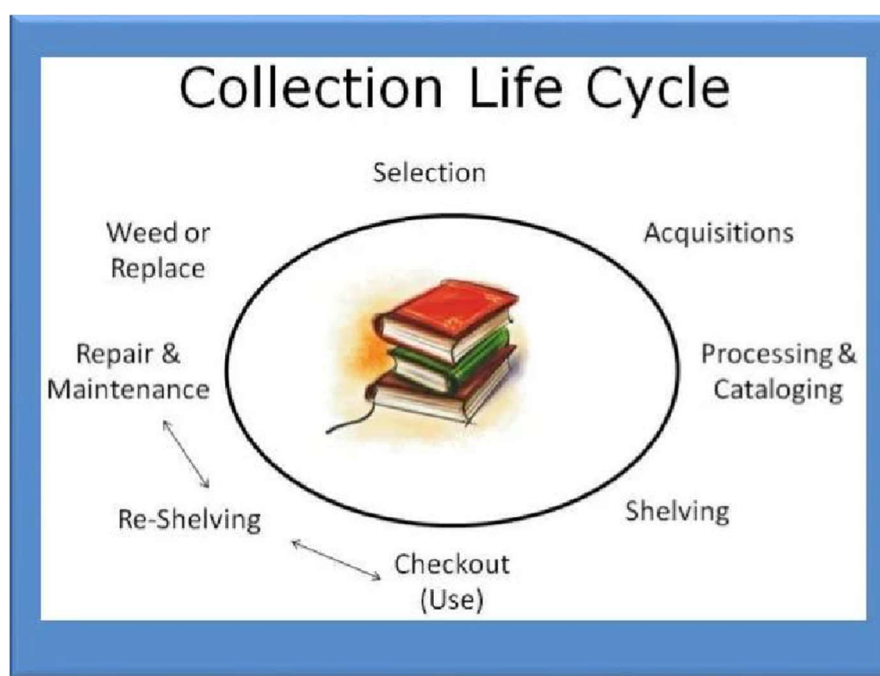 Collection Life Cycle
Selection
Acquisitions
Processing &
Cataloging
Shelving
Checkout
(Use)
Re-Shelving
Repair &
Maintenance
Weed or
Replace